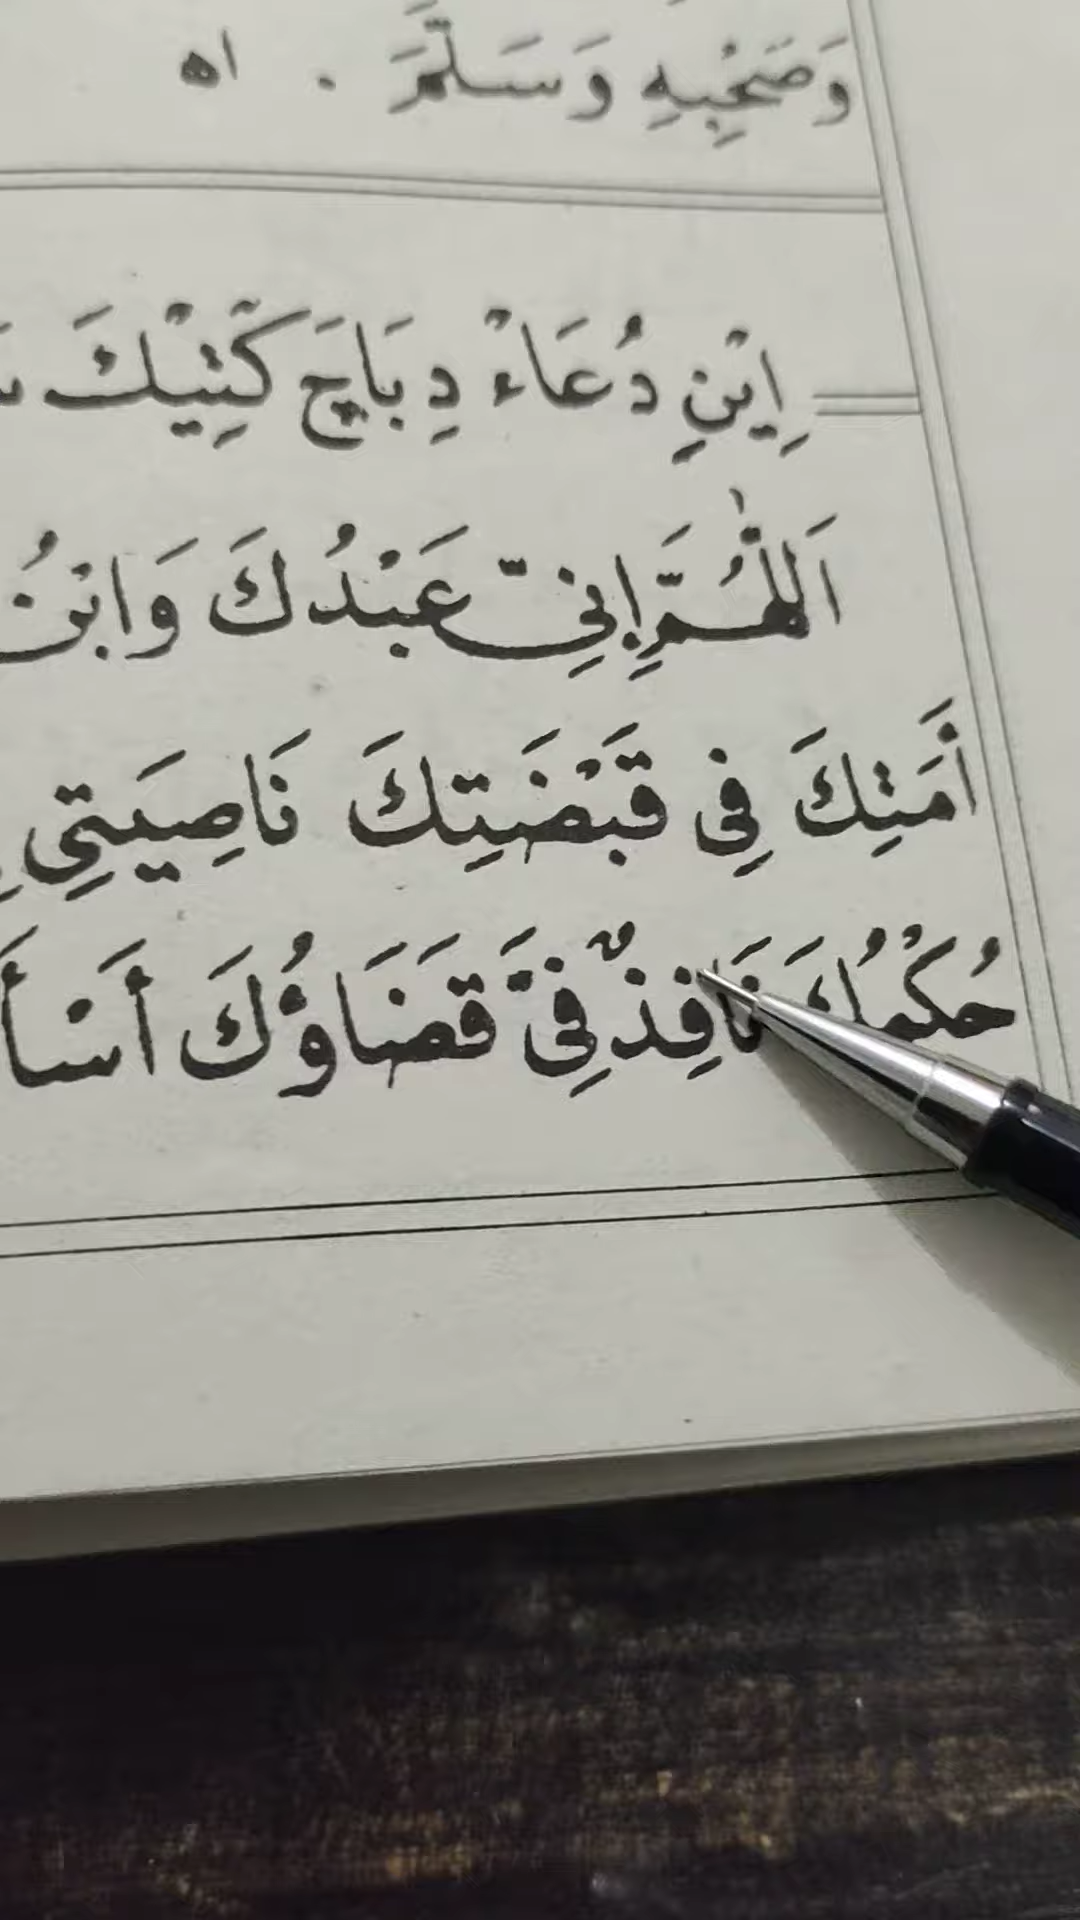 وَصَحْبِهِ وَسَلَّمَ . اه
اِيْنِ دُعَاءْ دِبَاچَ كَتِيْكَ
اَللّٰهُمَّ اِنِّيْ عَبْدُكَ وَابْنُ
أَمَتِكَ فِي قَبْضَتِكَ نَاصِيَتِي
حُكْمُكَ نَافِذٌ فِيَّ قَضَاؤُكَ أَسْأَ